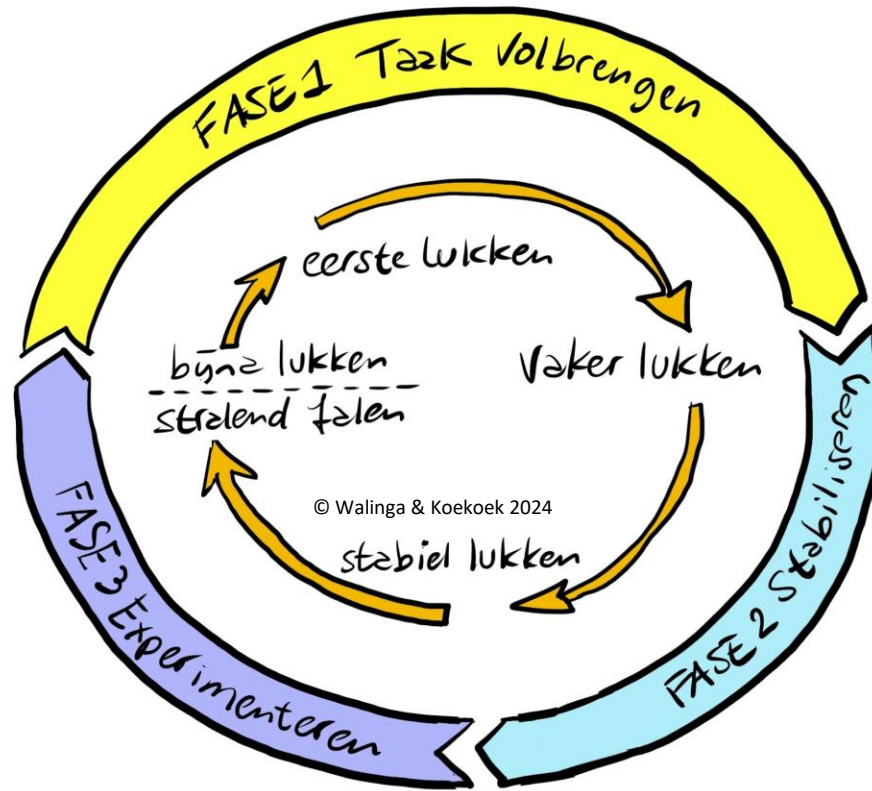 FASE 1 Taak Volbrengen
eerste lukken
bijna lukken
stralend falen
Vaker lukken
© Walinga & Koekoek 2024
stabiel lukken
FASE 2 Stabiliseren
FASE 3 Experimenteren